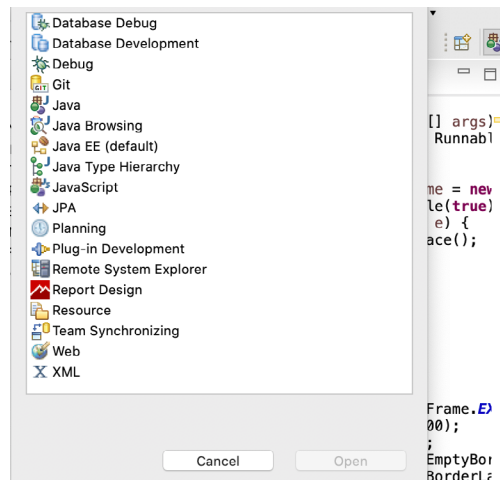 Database Debug
Database Development
Debug
Git
Java
Java Browsing
Java EE (default)
Java Type Hierarchy
JavaScript
JPA
Planning
Plug-in Development
Remote System Explorer
Report Design
Resource
Team Synchronizing
Web
XML
Cancel
Open
[] args)
Runnabl
me = new
le(true)
e) {
ace();
Frame.EX
00);
;
EmptyBor
BorderLa